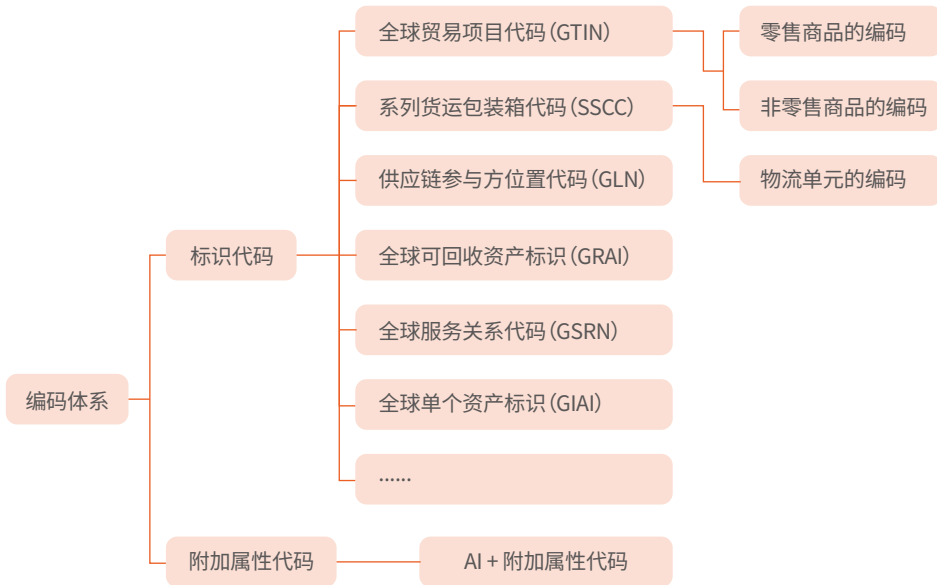 全球贸易项目代码(GTIN)
零售商品的编码
系列货运包装箱代码(SSCC)
非零售商品的编码
供应链参与方位置代码(GLN)
物流单元的编码
标识代码
全球可回收资产标识(GRAI)
全球服务关系代码(GSRN)
编码体系
全球单个资产标识(GIAI)
......
附加属性代码
AI + 附加属性代码